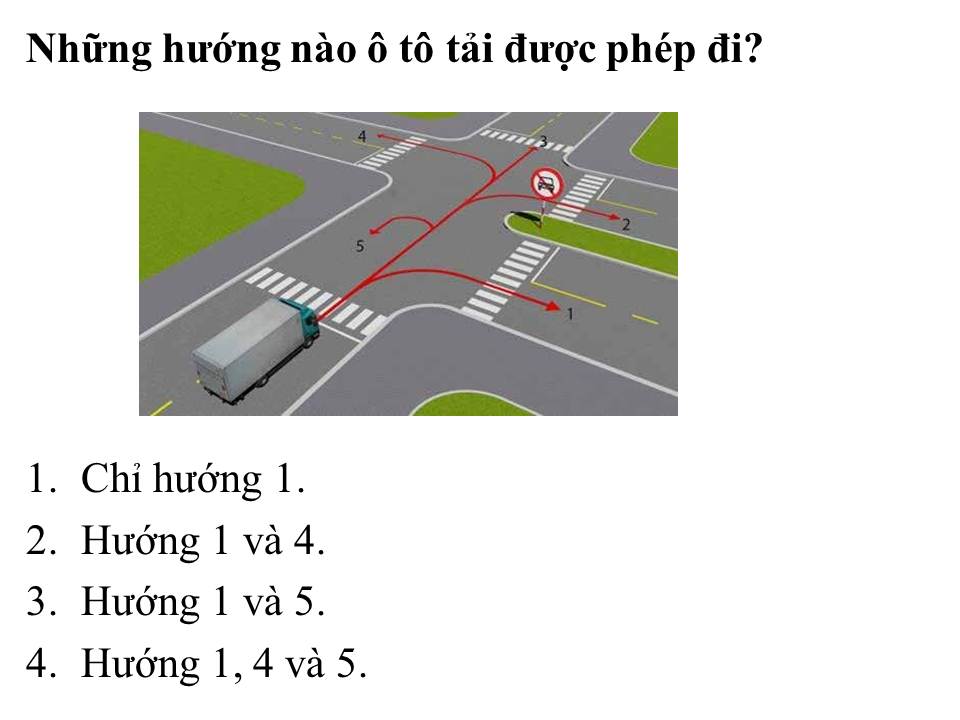 Những hướng nào ô tô tải được phép đi?
4
3
2
5
1
1. Chỉ hướng 1.
2. Hướng 1 và 4.
3. Hướng 1 và 5.
4. Hướng 1, 4 và 5.